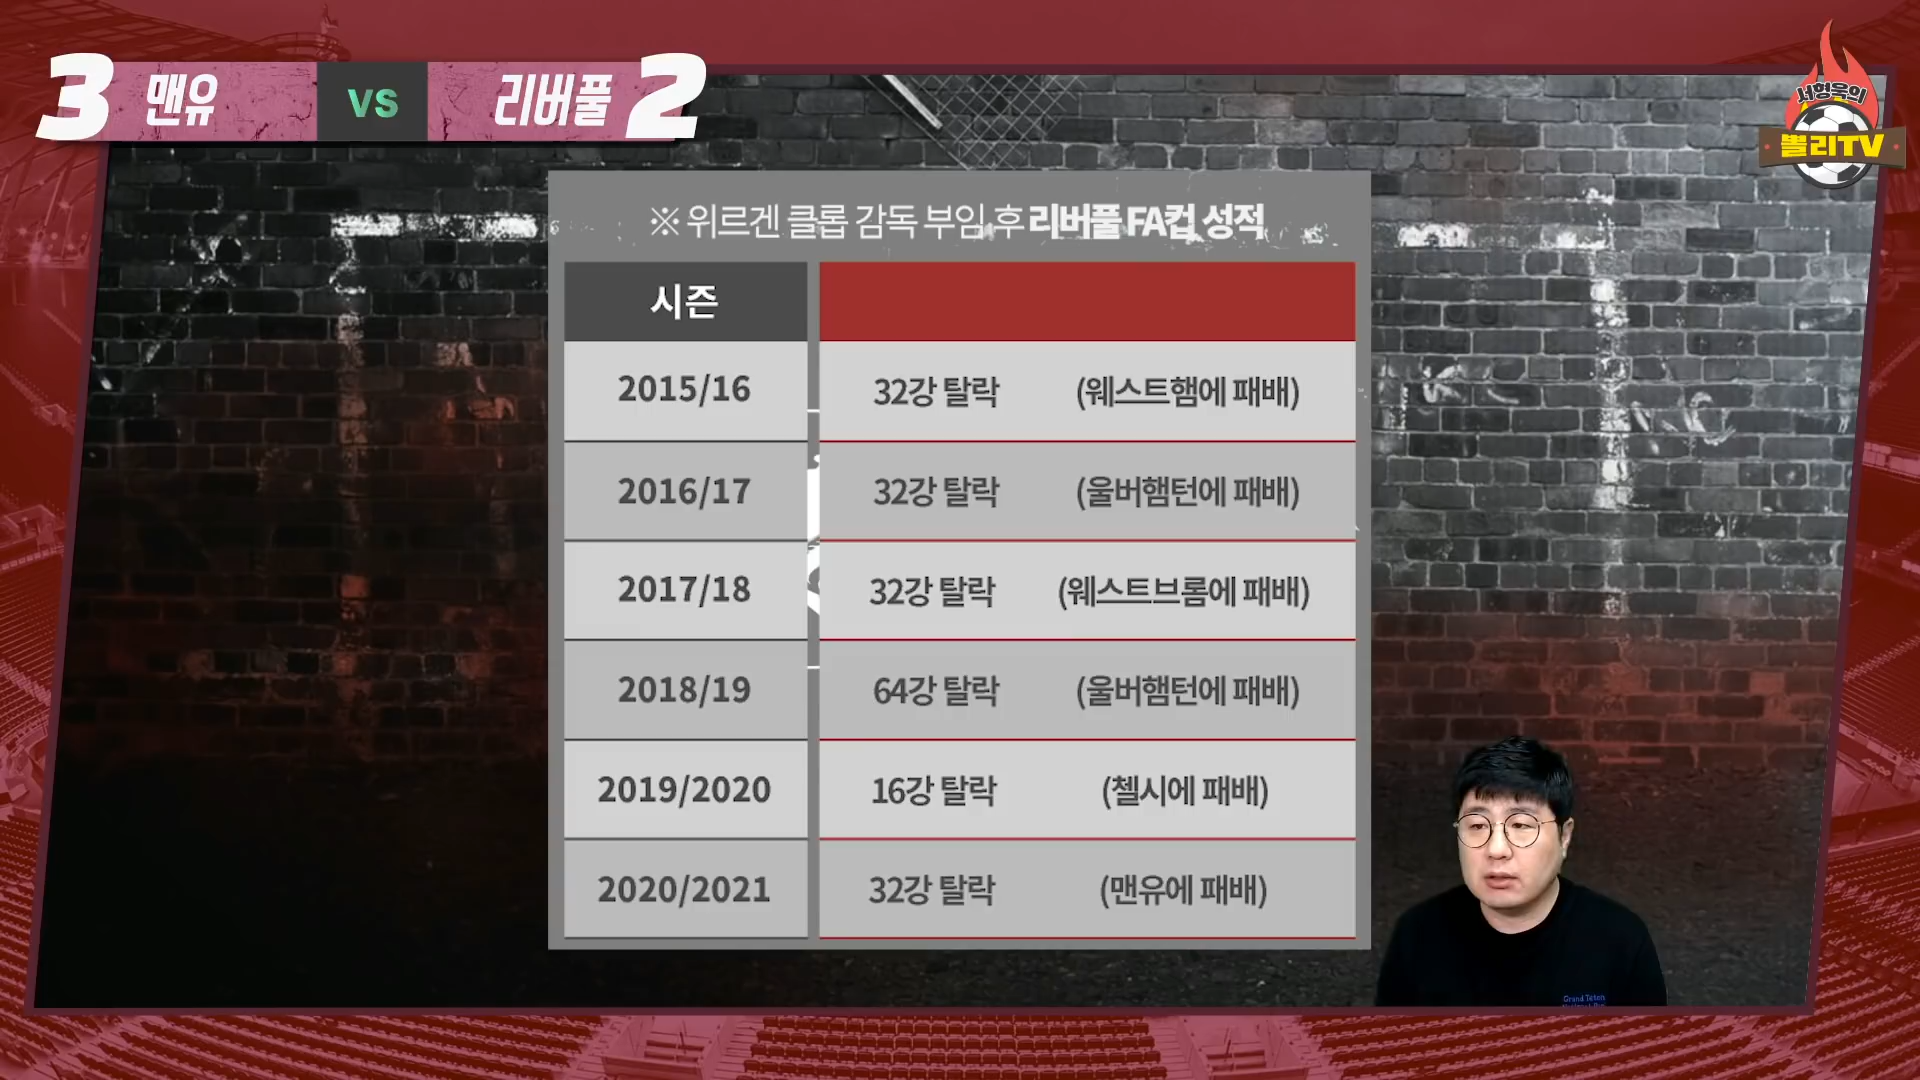 3 맨유 VS 리버풀 2
서형욱의
뽈리TV
※ 위르겐 클롭 감독 부임 후 리버풀 FA컵 성적
시즌
2015/16 32강 탈락 (웨스트햄에 패배)
2016/17 32강 탈락 (울버햄턴에 패배)
2017/18 32강 탈락 (웨스트브롬에 패배)
2018/19 64강 탈락 (울버햄턴에 패배)
2019/2020 16강 탈락 (첼시에 패배)
2020/2021 32강 탈락 (맨유에 패배)
Grand Teton